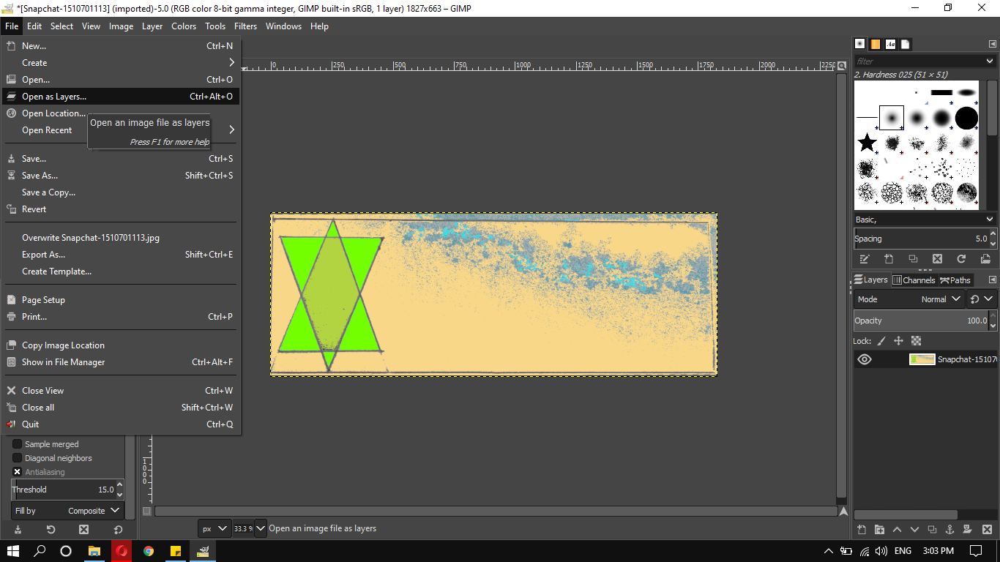 *[Snapchat-1510701113] (imported)-5.0 (RGB color 8-bit gamma integer, GIMP built-in sRGB, 1 layer) 1827x663 – GIMP
File Edit Select View Image Layer Colors Tools Filters Windows Help
New... Ctrl+N
Create
Open... Ctrl+O
Open as Layers... Ctrl+Alt+O
Open Location...
Open an image file as layers
Open Recent
Press F1 for more help
Save... Ctrl+S
Save As... Shift+Ctrl+S
Save a Copy...
Revert
Overwrite Snapchat-1510701113.jpg
Export As... Shift+Ctrl+E
Create Template...
Page Setup
Print... Ctrl+P
Copy Image Location
Show in File Manager Ctrl+Alt+F
Close View Ctrl+W
Close all Shift+Ctrl+W
Quit Ctrl+Q
Sample merged
Diagonal neighbors
Antialiasing
Threshold 15.0
Fill by Composite
0 250 500 750 1000 1250 1500 1750 2000 2250
1000
px 33.3 % Open an image file as layers
Aa
filter
2. Hardness 025 (51 × 51)
Basic,
Spacing 5.0
Layers Channels Paths
Mode Normal
Opacity 100.0
Lock:
Snapchat-15107
ENG 3:03 PM